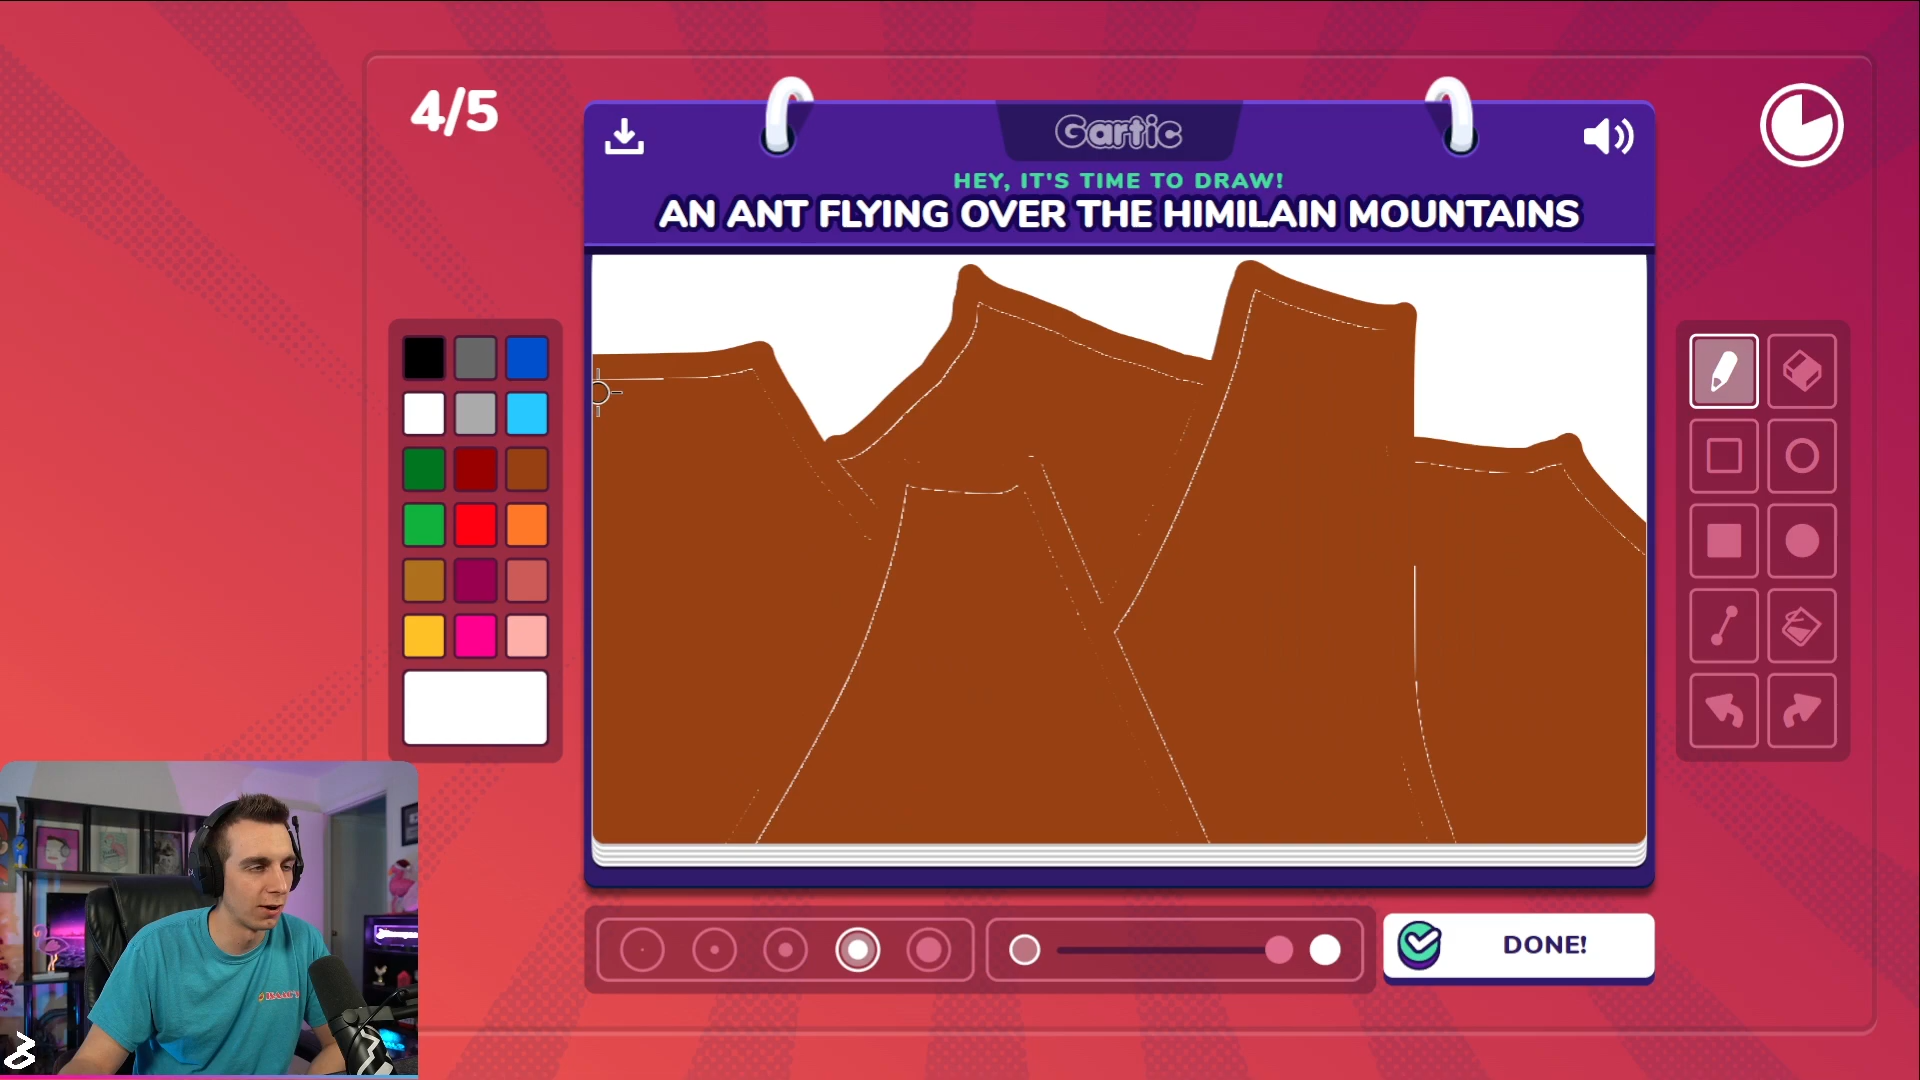 4/5
Gartic
HEY, IT'S TIME TO DRAW!
AN ANT FLYING OVER THE HIMILAIN MOUNTAINS
DONE!